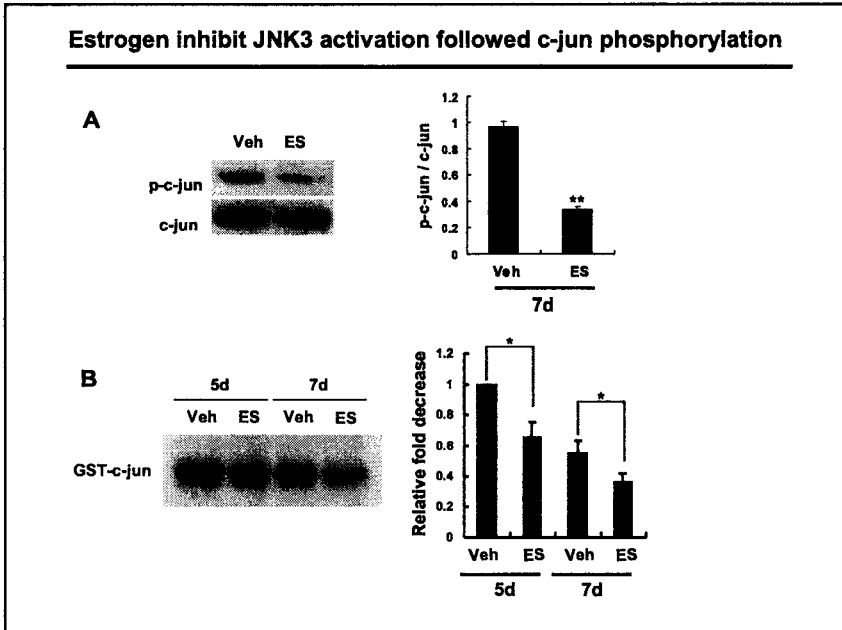 Estrogen inhibit JNK3 activation followed c-jun phosphorylation
A
Veh ES
p-c-jun
c-jun
p-c-jun / c-jun
1.2
1
0.8
0.6
0.4
0.2
0
**
Veh ES
7d
B
5d 7d
Veh ES Veh ES
GST-c-jun
Relative fold decrease
1.2
1
0.8
0.6
0.4
0.2
0
*
*
Veh ES Veh ES
5d 7d